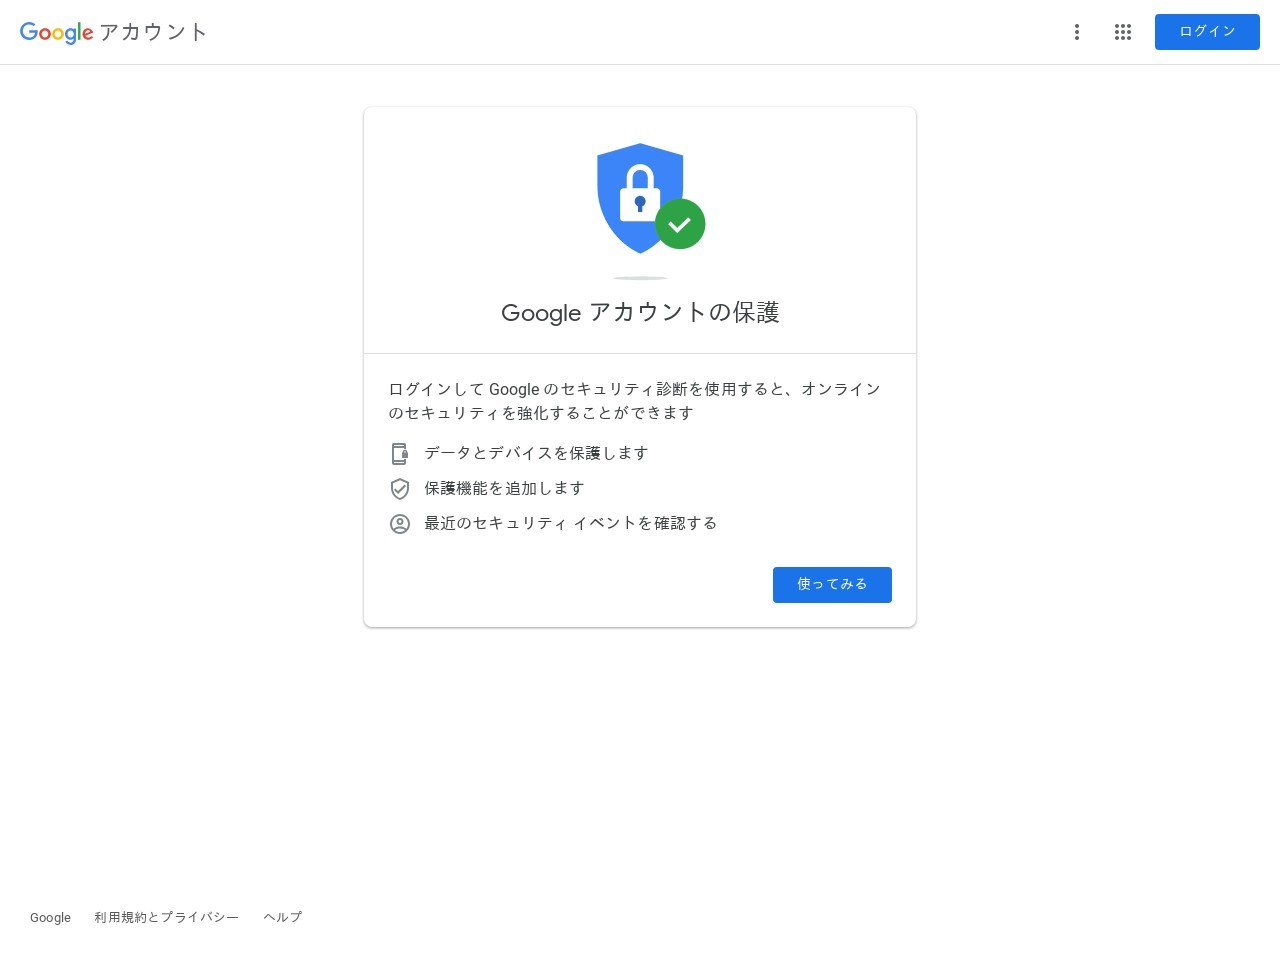 Google アカウント
ログイン
Google アカウントの保護
ログインして Google のセキュリティ診断を使用すると、オンライン
のセキュリティを強化することができます
データとデバイスを保護します
保護機能を追加します
最近のセキュリティ イベントを確認する
使ってみる
Google 利用規約とプライバシー ヘルプ